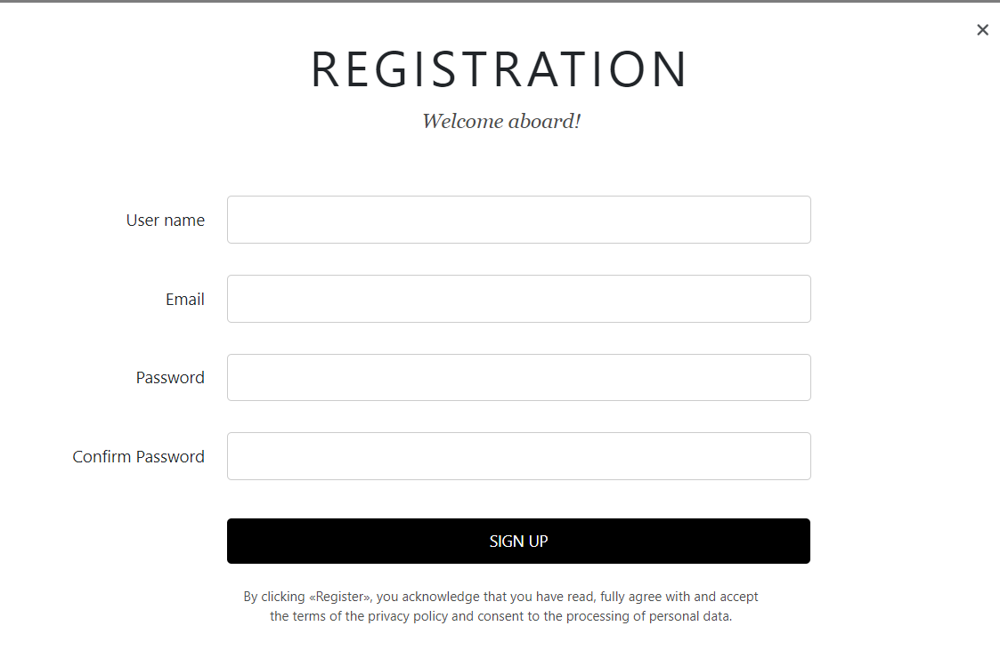 REGISTRATION
Welcome aboard!
User name
Email
Password
Confirm Password
SIGN UP
By clicking «Register», you acknowledge that you have read, fully agree with and accept
the terms of the privacy policy and consent to the processing of personal data.